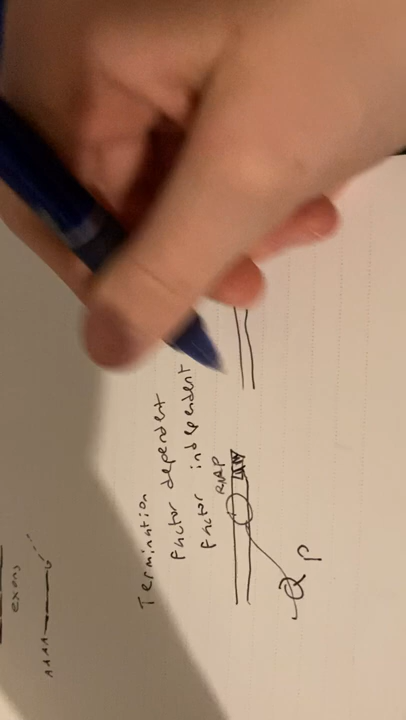 Termination
factor dependent
factor independent
RNAP
P
exons
AAAA